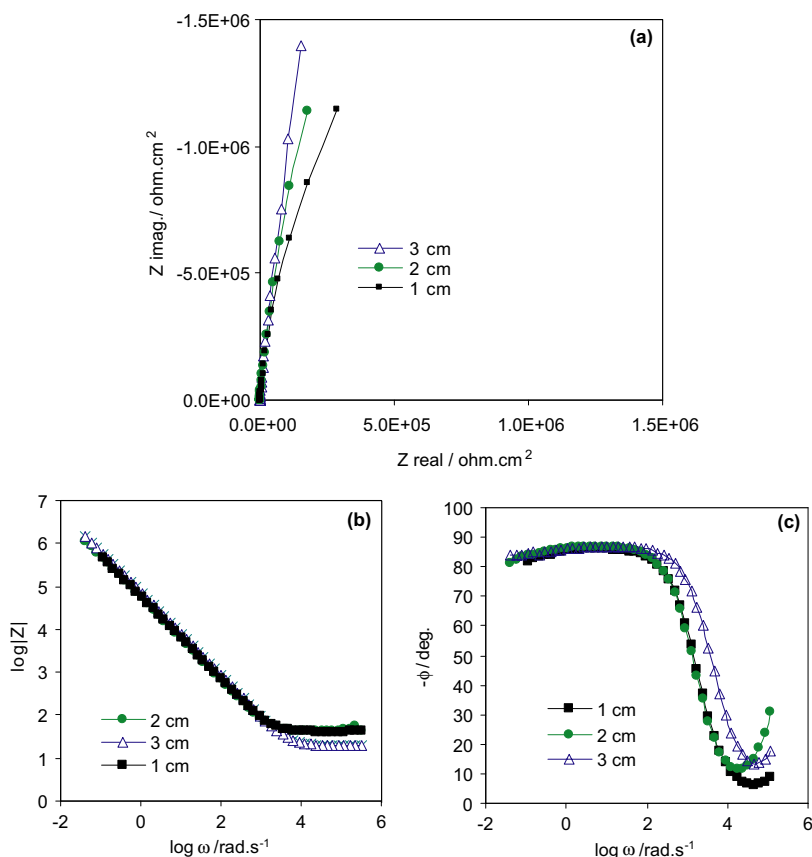 (a)
-1.5E+06
-1.0E+06
-5.0E+05
0.0E+00
Z imag./ ohm.cm²
3 cm
2 cm
1 cm
0.0E+00 5.0E+05 1.0E+06 1.5E+06
Z real / ohm.cm²
(b)
7
6
5
4
3
2
1
0
log|Z|
2 cm
3 cm
1 cm
-2 0 2 4 6
log ω /rad.s⁻¹
(c)
100
90
80
70
60
50
40
30
20
10
0
-ϕ/ deg.
1 cm
2 cm
3 cm
-2 0 2 4 6
log ω /rad.s⁻¹